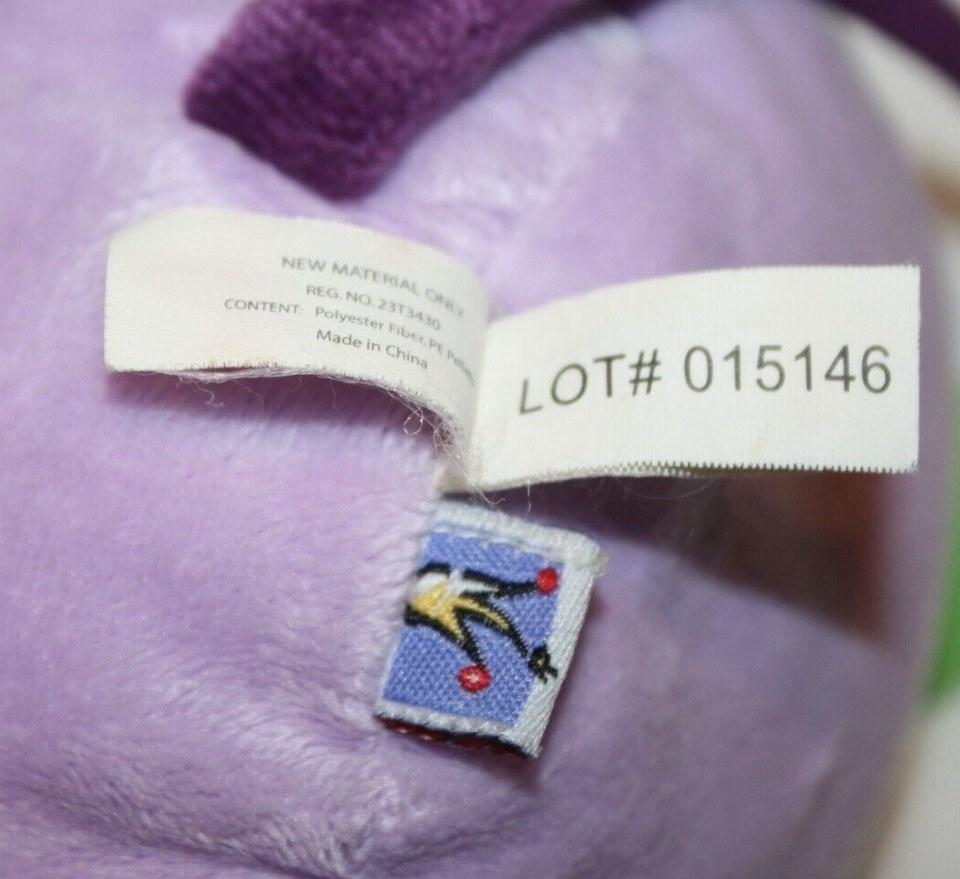 NEW MATERIAL ONLY
REG. NO. 23T3430
CONTENT: Polyester Fiber, PE
Made in China
LOT# 015146